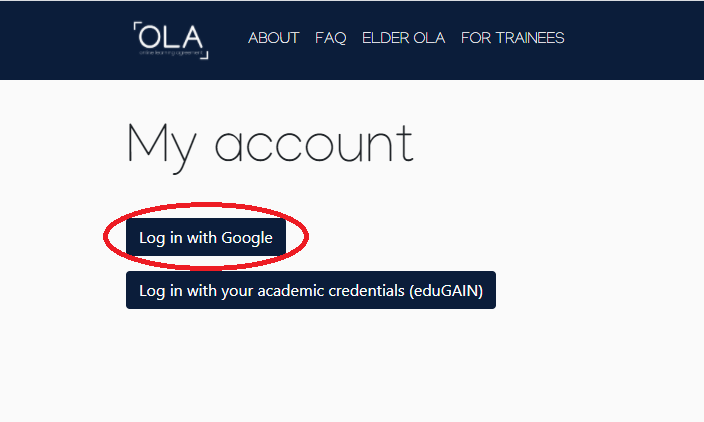 OLA
online learning agreement
ABOUT FAQ ELDER OLA FOR TRAINEES
My account
Log in with Google
Log in with your academic credentials (eduGAIN)